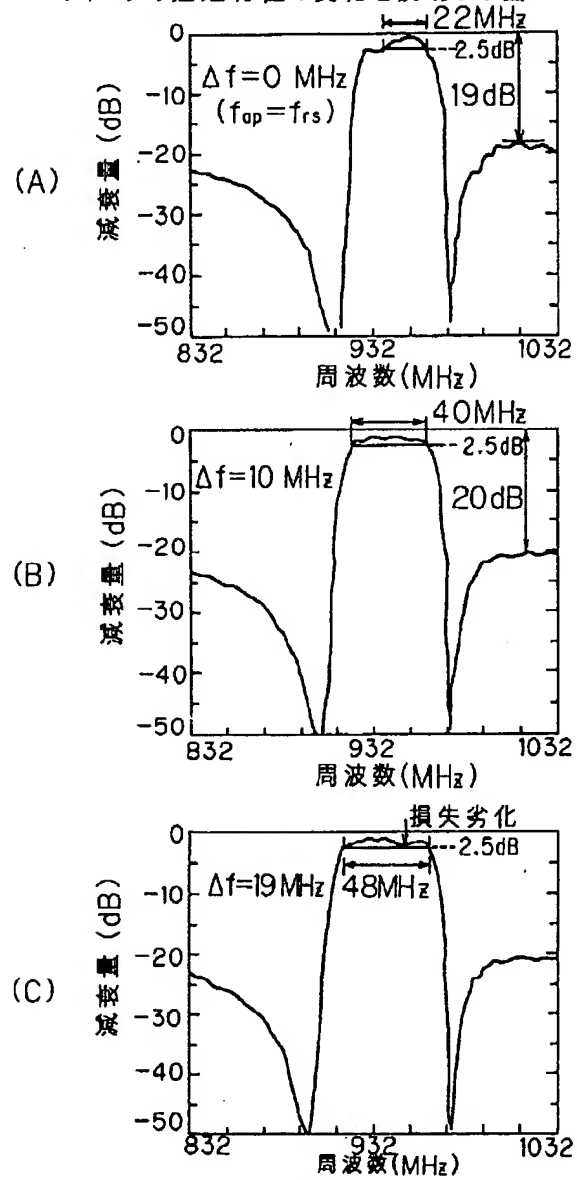 22MHz
0
2.5dB
Δf=0 MHz
(fap=frs)
19dB
-10
-20
-30
-40
-50
減衰量 (dB)
(A)
832
932
1032
周波数(MHz)
40MHz
0
2.5dB
Δf=10 MHz
20dB
-10
-20
-30
-40
-50
減衰量 (dB)
(B)
832
932
1032
周波数(MHz)
損失劣化
0
2.5dB
Δf=19MHz
48MHz
-10
-20
-30
-40
-50
減衰量 (dB)
(C)
832
932
1032
周波数(MHz)